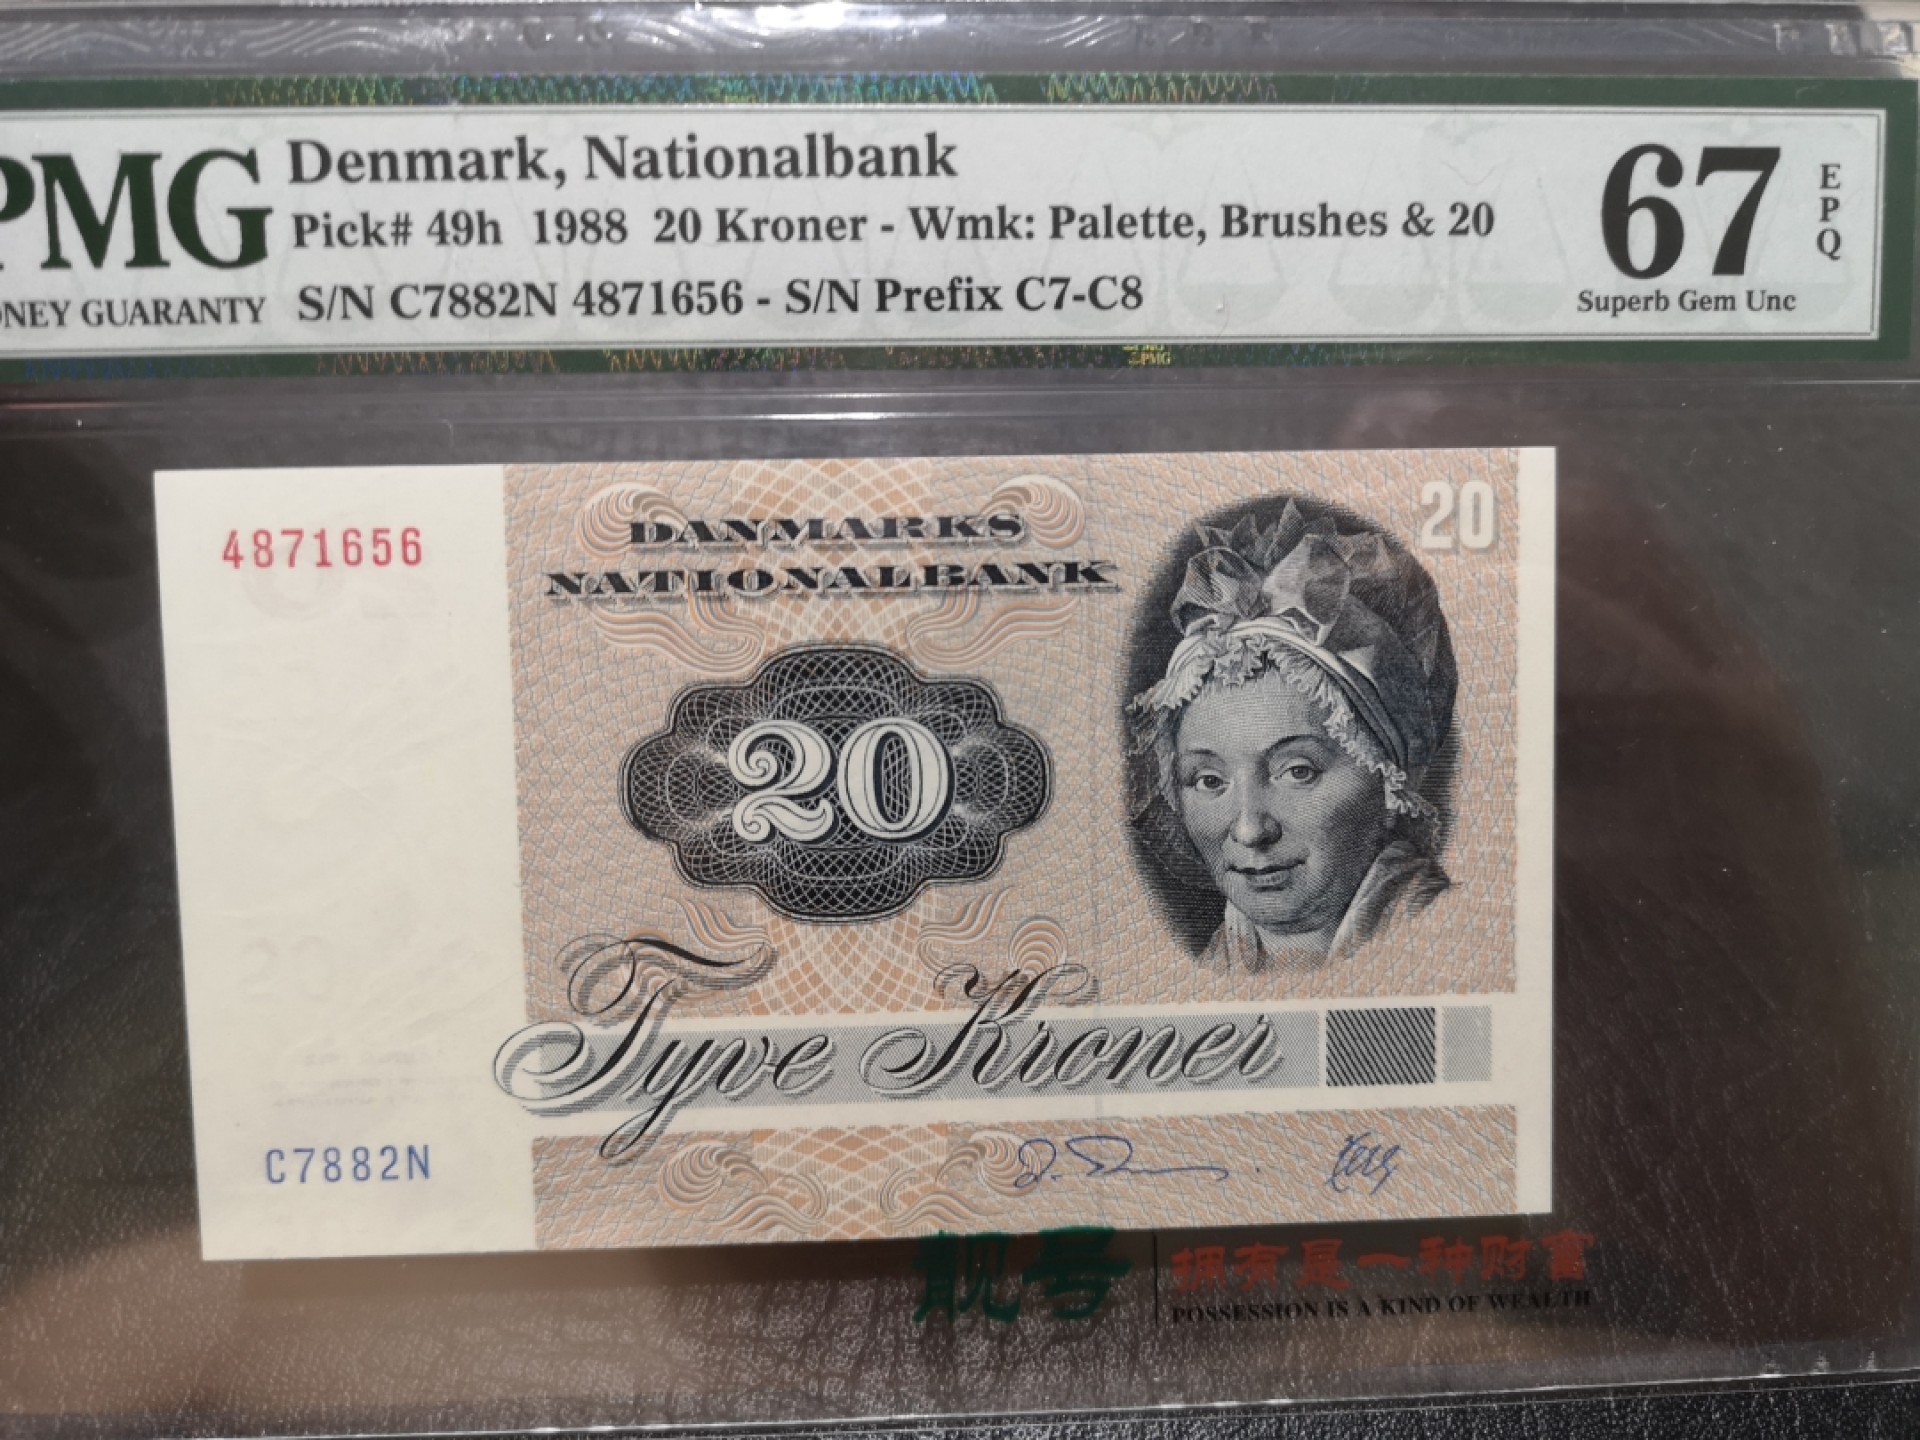 PMG
Denmark, Nationalbank
Pick# 49h 1988 20 Kroner - Wmk: Palette, Brushes & 20
S/N C7882N 4871656 - S/N Prefix C7-C8
GUARANTY
67
EPQ
Superb Gem Unc
PMG
4871656
DANMARKS
NATIONALBANK
20
20
Tyve Kroner
C7882N
靓号
拥有是一种财富
POSSESSION IS A KIND OF WEALTH